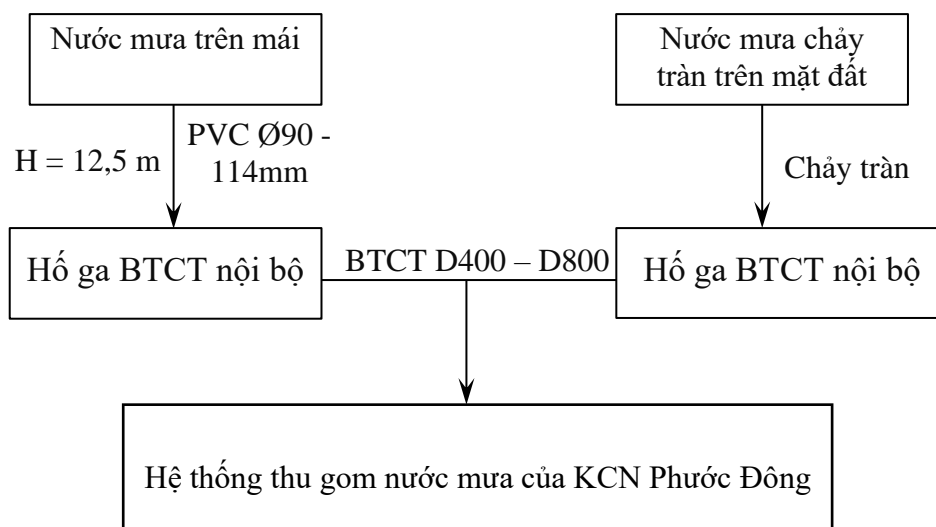 Nước mưa trên mái
Nước mưa chảy
tràn trên mặt đất
H = 12,5 m
PVC Ø90 -
114mm
Chảy tràn
Hố ga BTCT nội bộ
BTCT D400 – D800
Hố ga BTCT nội bộ
Hệ thống thu gom nước mưa của KCN Phước Đông